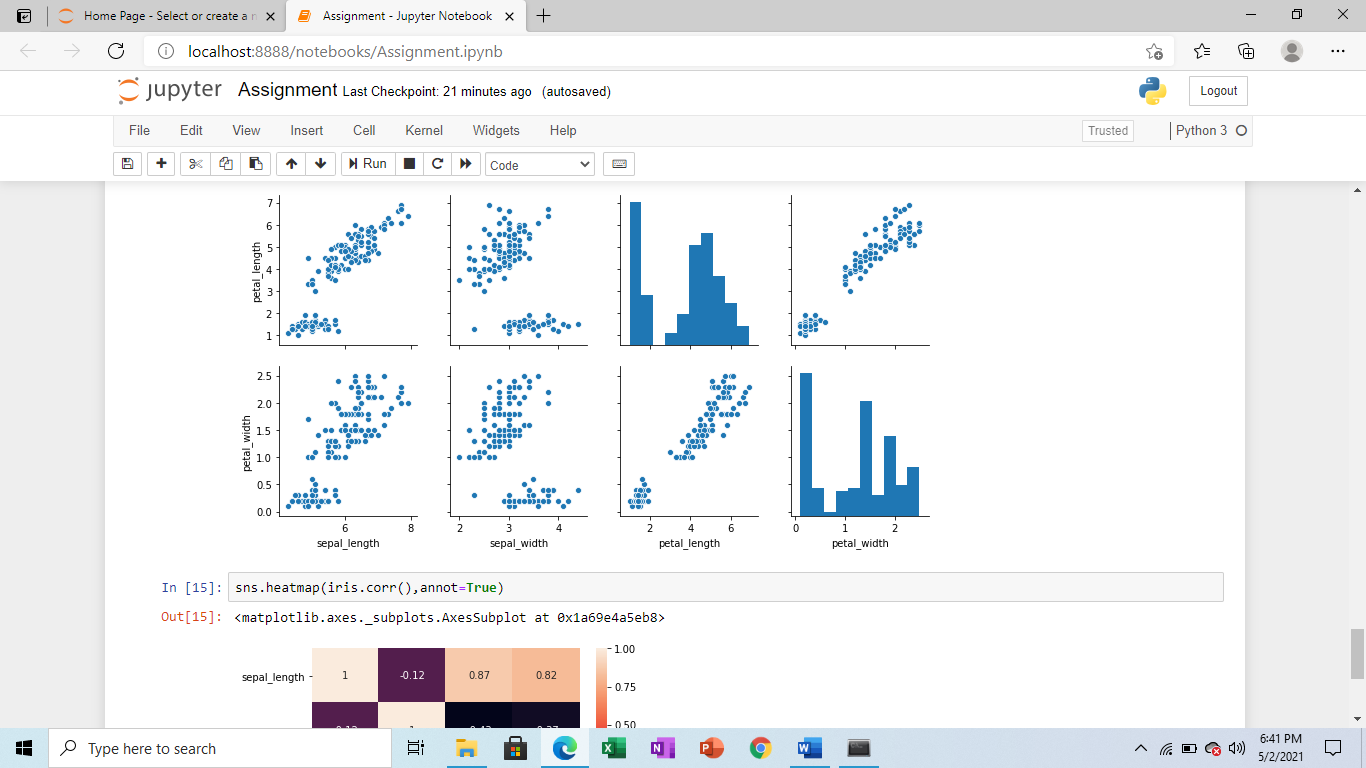 Home Page - Select or create a n
Assignment - Jupyter Notebook
localhost:8888/notebooks/Assignment.ipynb
jupyter Assignment Last Checkpoint: 21 minutes ago (autosaved)
Logout
File Edit View Insert Cell Kernel Widgets Help
Trusted
Python 3
Run
Code
7
6
5
4
3
2
1
petal_length
2.5
2.0
1.5
1.0
0.5
0.0
petal_width
6 8
2 3 4
2 4 6
0 1 2
sepal_length sepal_width petal_length petal_width
In [15]: sns.heatmap(iris.corr(),annot=True)
Out[15]: <matplotlib.axes._subplots.AxesSubplot at 0x1a69e4a5eb8>
sepal_length
1 -0.12 0.87 0.82
1.00
0.75
0.50
Type here to search
6:41 PM
5/2/2021